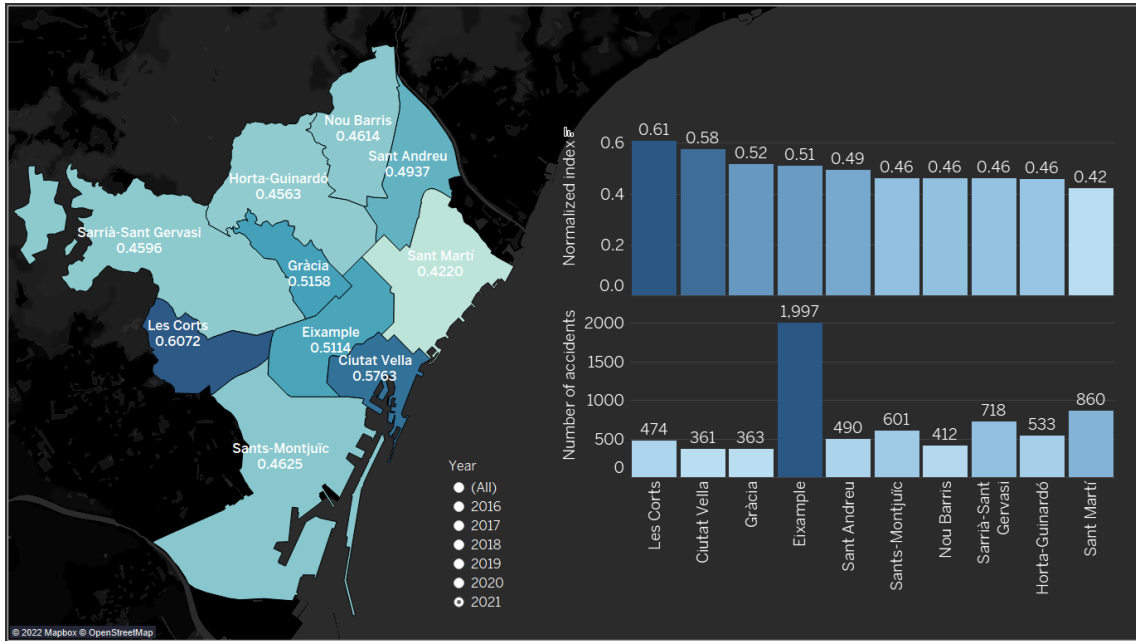 Nou Barris
0.4614
Sant Andreu
0.4937
Horta-Guinardó
0.4563
Sarrià-Sant Gervasi
0.4596
Gràcia
0.5158
Sant Martí
0.4220
Les Corts
0.6072
Eixample
0.5114
Ciutat Vella
0.5763
Sants-Montjuïc
0.4625
Year
(All)
2016
2017
2018
2019
2020
2021
© 2022 Mapbox © OpenStreetMap
Normalized index
0.6
0.4
0.2
0.0
0.61
0.58
0.52
0.51
0.49
0.46
0.46
0.46
0.46
0.42
Number of accidents
2000
1500
1000
500
0
474
361
363
1,997
490
601
412
718
533
860
Les Corts
Ciutat Vella
Gràcia
Eixample
Sant Andreu
Sants-Montjuïc
Nou Barris
Sarrià-Sant
Gervasi
Horta-Guinardó
Sant Martí